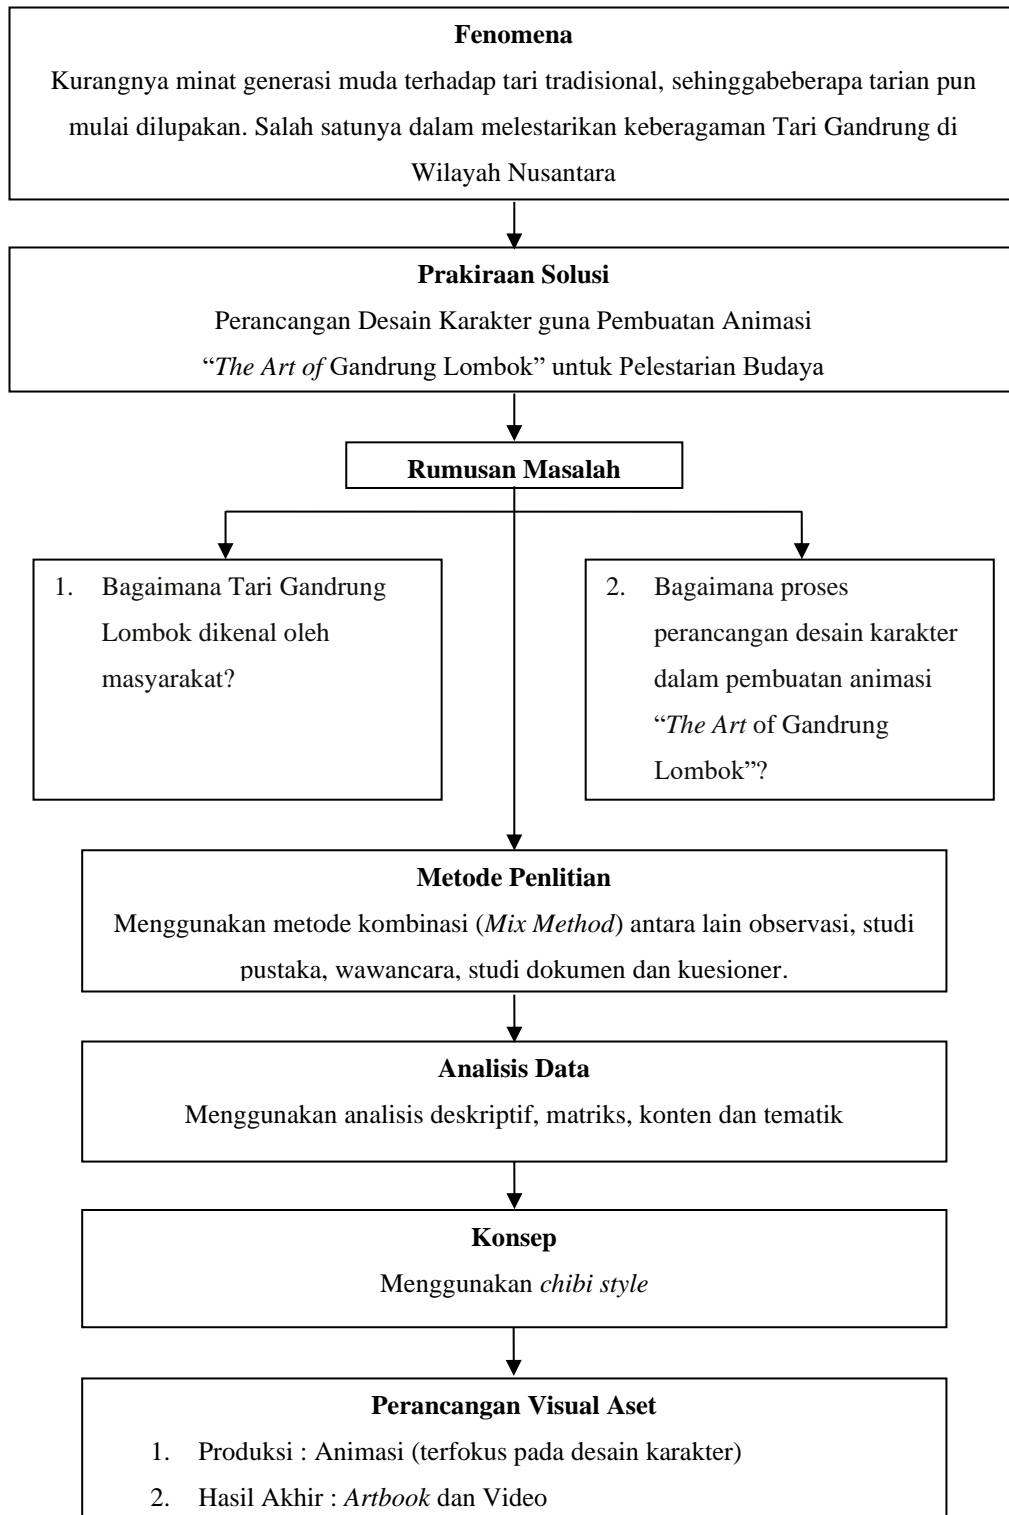 Fenomena
Kurangnya minat generasi muda terhadap tari tradisional, sehinggabeberapa tarian pun
mulai dilupakan. Salah satunya dalam melestarikan keberagaman Tari Gandrung di
Wilayah Nusantara
Prakiraan Solusi
Perancangan Desain Karakter guna Pembuatan Animasi
“The Art of Gandrung Lombok” untuk Pelestarian Budaya
Rumusan Masalah
1. Bagaimana Tari Gandrung
Lombok dikenal oleh
masyarakat?
2. Bagaimana proses
perancangan desain karakter
dalam pembuatan animasi
“The Art of Gandrung
Lombok”?
Metode Penlitian
Menggunakan metode kombinasi (Mix Method) antara lain observasi, studi
pustaka, wawancara, studi dokumen dan kuesioner.
Analisis Data
Menggunakan analisis deskriptif, matriks, konten dan tematik
Konsep
Menggunakan chibi style
Perancangan Visual Aset
1. Produksi : Animasi (terfokus pada desain karakter)
2. Hasil Akhir : Artbook dan Video